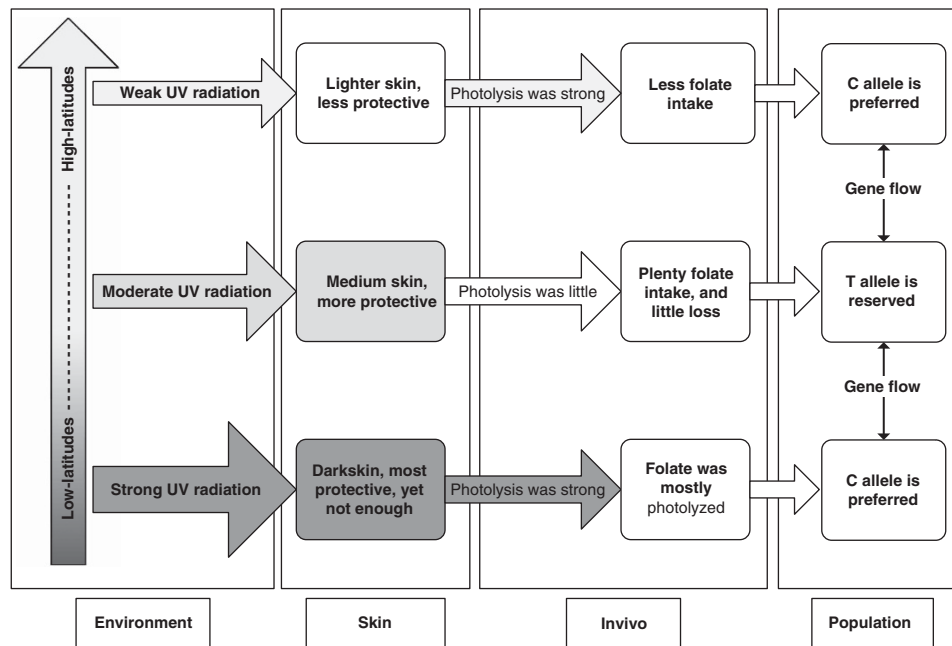 High-latitudes
Low-latitudes
Weak UV radiation
Lighter skin,
less protective
Photolysis was strong
Less folate
intake
C allele is
preferred
Gene flow
Moderate UV radiation
Medium skin,
more protective
Photolysis was little
Plenty folate
intake, and
little loss
T allele is
reserved
Gene flow
Strong UV radiation
Darkskin, most
protective, yet
not enough
Photolysis was strong
Folate was
mostly
photolyzed
C allele is
preferred
Environment
Skin
Invivo
Population